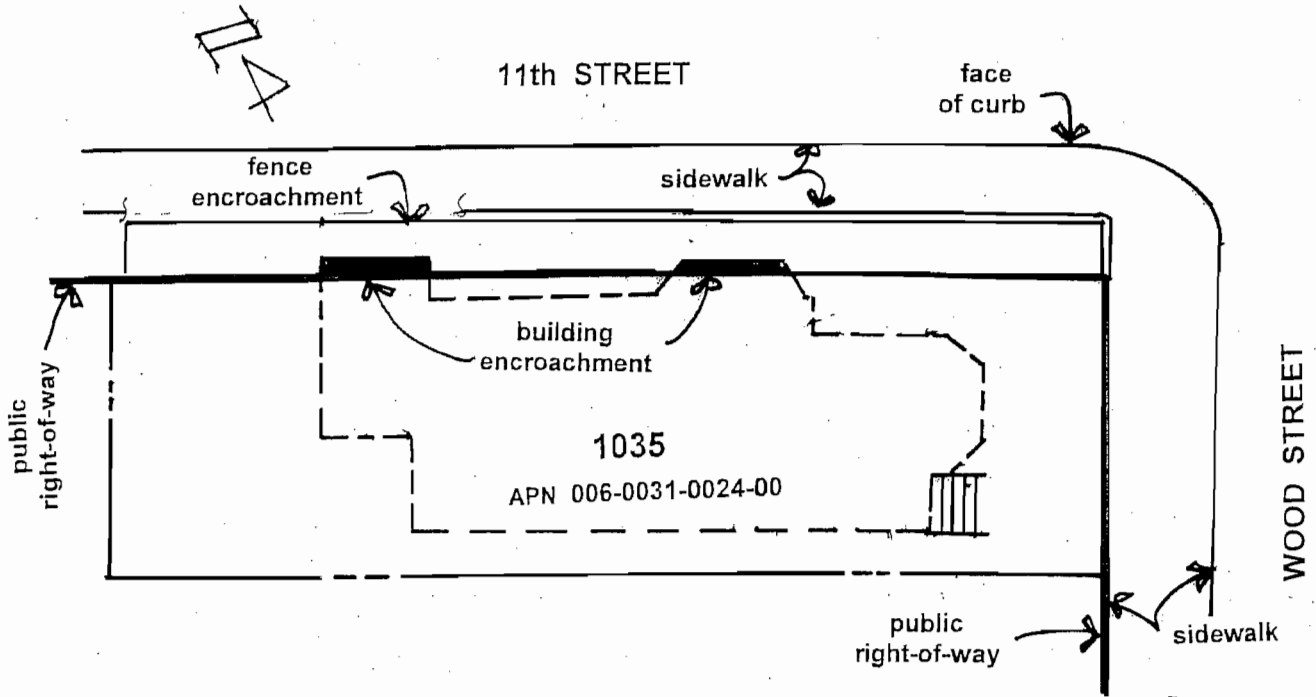 11th STREET
face
of curb
fence
encroachment
sidewalk
building
encroachment
public
right-of-way
1035
APN 006-0031-0024-00
WOOD STREET
public
right-of-way
sidewalk